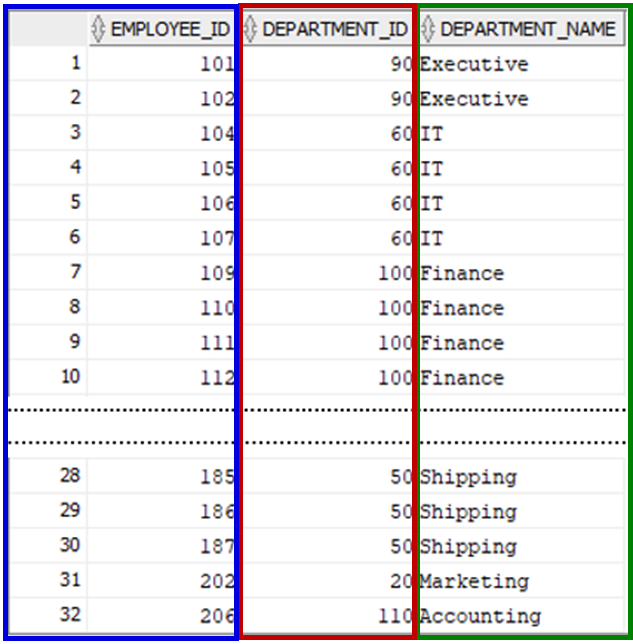 EMPLOYEE_ID DEPARTMENT_ID DEPARTMENT_NAME
1 101 90 Executive
2 102 90 Executive
3 104 60 IT
4 105 60 IT
5 106 60 IT
6 107 60 IT
7 109 100 Finance
8 110 100 Finance
9 111 100 Finance
10 112 100 Finance
28 185 50 Shipping
29 186 50 Shipping
30 187 50 Shipping
31 202 20 Marketing
32 206 110 Accounting